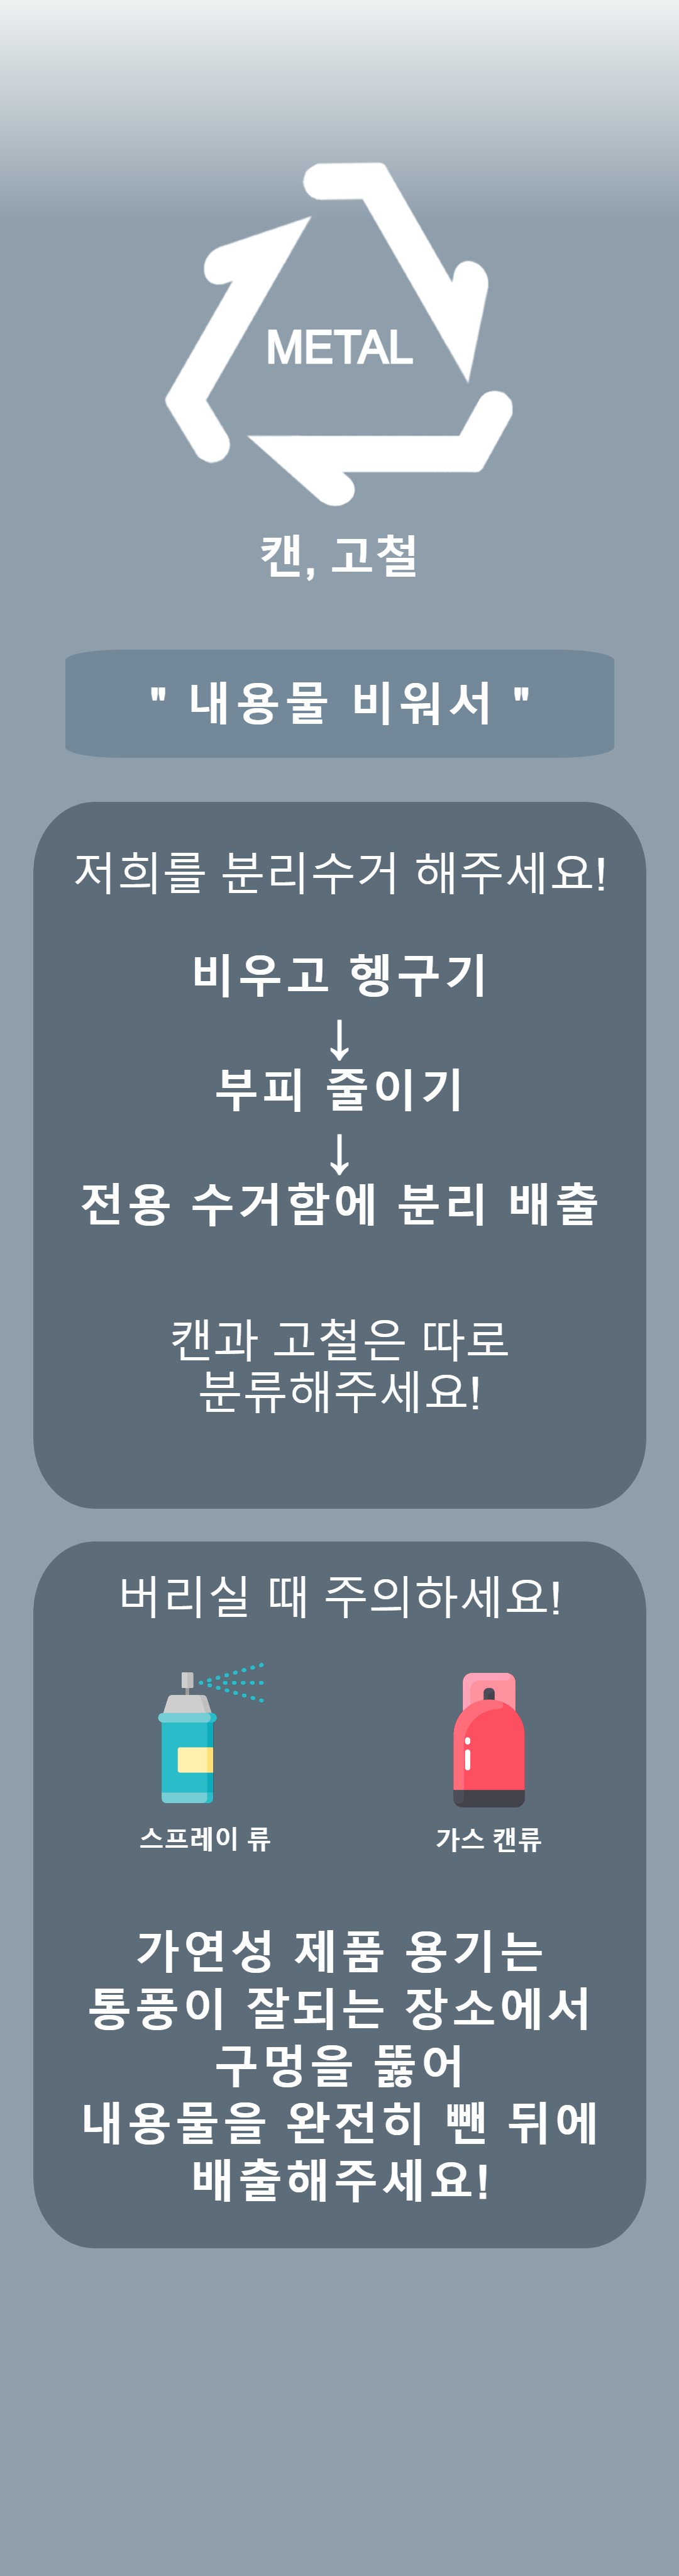 METAL
캔, 고철
" 내용물 비워서 "
저희를 분리수거 해주세요!
비우고 헹구기
↓
부피 줄이기
↓
전용 수거함에 분리 배출
캔과 고철은 따로
분류해주세요!
버리실 때 주의하세요!
스프레이 류
가스 캔류
가연성 제품 용기는
통풍이 잘되는 장소에서
구멍을 뚫어
내용물을 완전히 뺀 뒤에
배출해주세요!